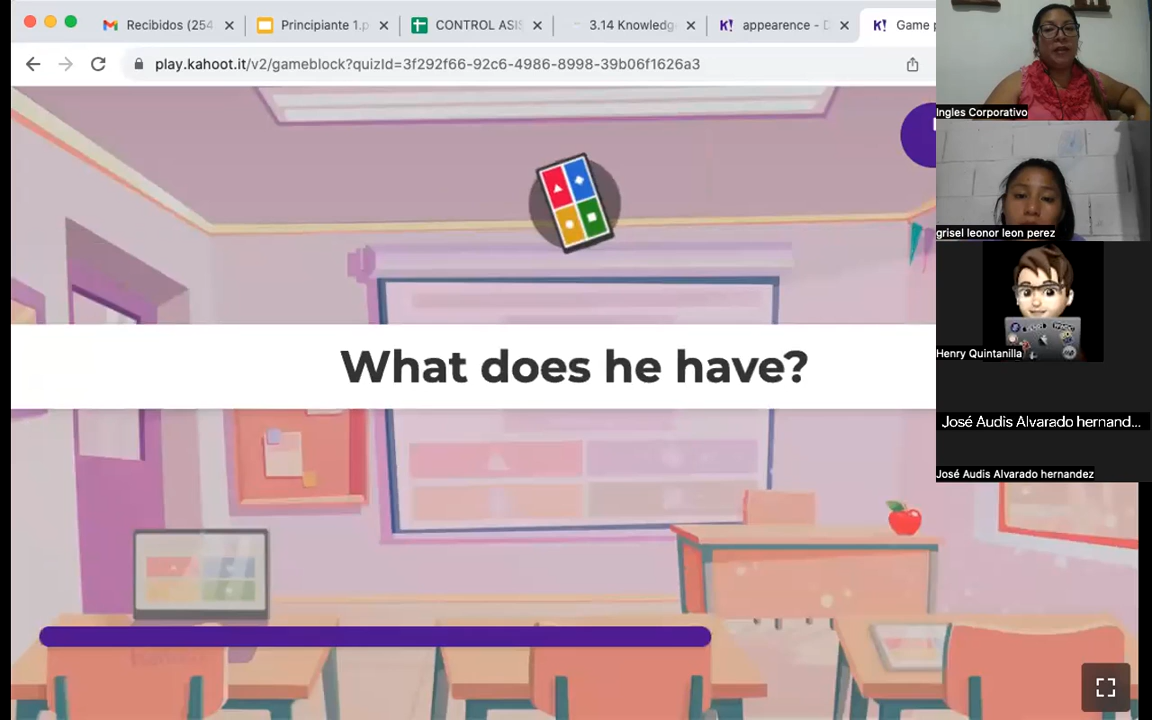 Recibidos (254
Principiante 1.p
CONTROL ASIS
3.14 Knowledg
K! appearence - D
K! Game p
play.kahoot.it/v2/gameblock?quizId=3f292f66-92c6-4986-8998-39b06f1626a3
What does he have?
Ingles Corporativo
grisel leonor leon perez
Henry Quintanilla
José Audis Alvarado hernand...
José Audis Alvarado hernandez